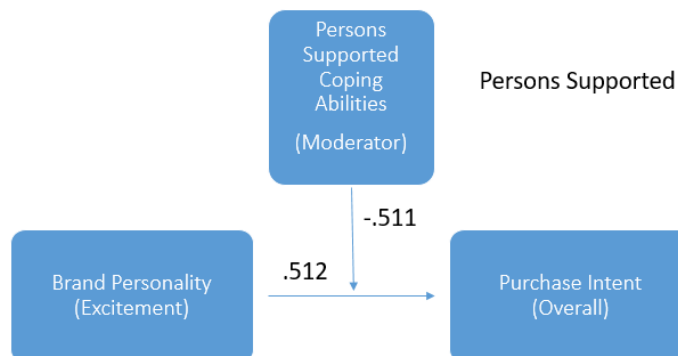 Persons
Supported
Coping
Abilities
(Moderator)
Persons Supported
-.511
.512
Brand Personality
(Excitement)
Purchase Intent
(Overall)